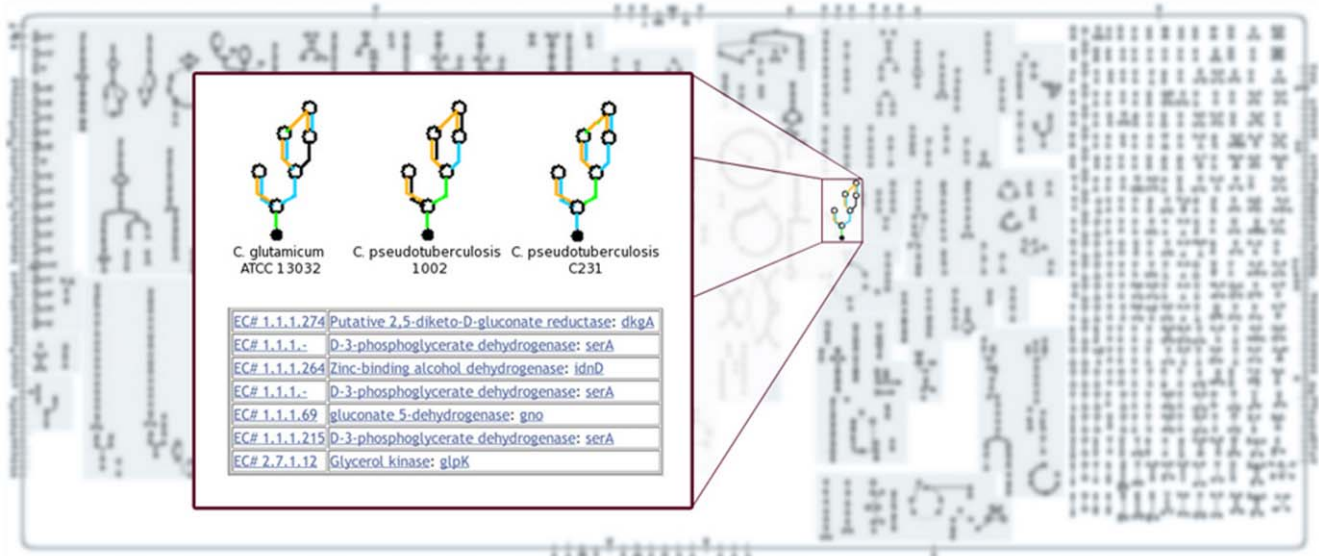 C. glutamicum
ATCC 13032
C. pseudotuberculosis
1002
C. pseudotuberculosis
C231
EC# 1.1.1.274 Putative 2,5-diketo-D-gluconate reductase: dkgA
EC# 1.1.1.- D-3-phosphoglycerate dehydrogenase: serA
EC# 1.1.1.264 Zinc-binding alcohol dehydrogenase: idnD
EC# 1.1.1.- D-3-phosphoglycerate dehydrogenase: serA
EC# 1.1.1.69 gluconate 5-dehydrogenase: gno
EC# 1.1.1.215 D-3-phosphoglycerate dehydrogenase: serA
EC# 2.7.1.12 Glycerol kinase: glpK